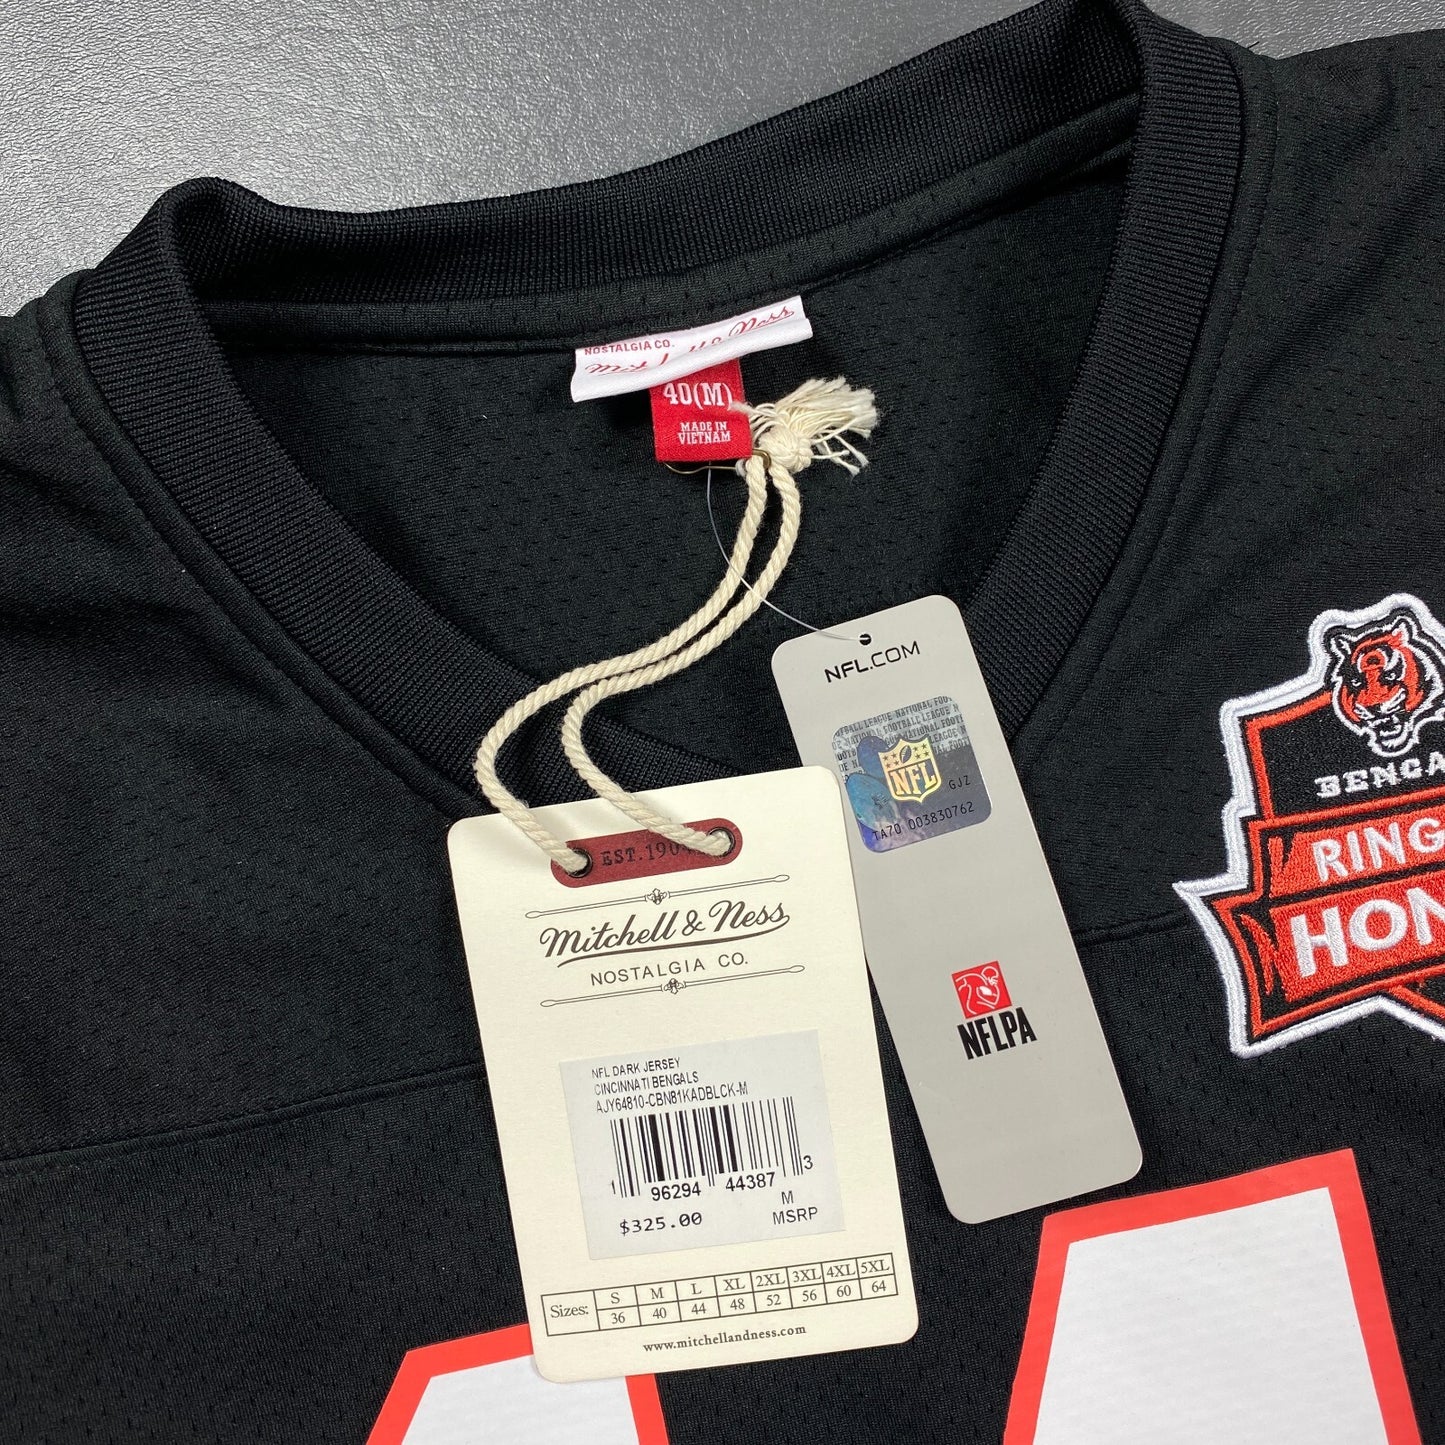 NOSTALGIA CO.
40(M)
MADE IN
VIETNAM
NFL.COM
NFL
GJZ
TA70 003830762
NFLPA
BENGA
RING
HON
EST. 190
Mitchell & Ness
NOSTALGIA CO.
NFL DARK JERSEY
CINCINNATI BENGALS
AJY64810-CBN81KADBLCK-M
1 96294 44387 3
M
$325.00 MSRP
Sizes: S M L XL 2XL 3XL 4XL 5XL
36 40 44 48 52 56 60 64
www.mitchellandness.com